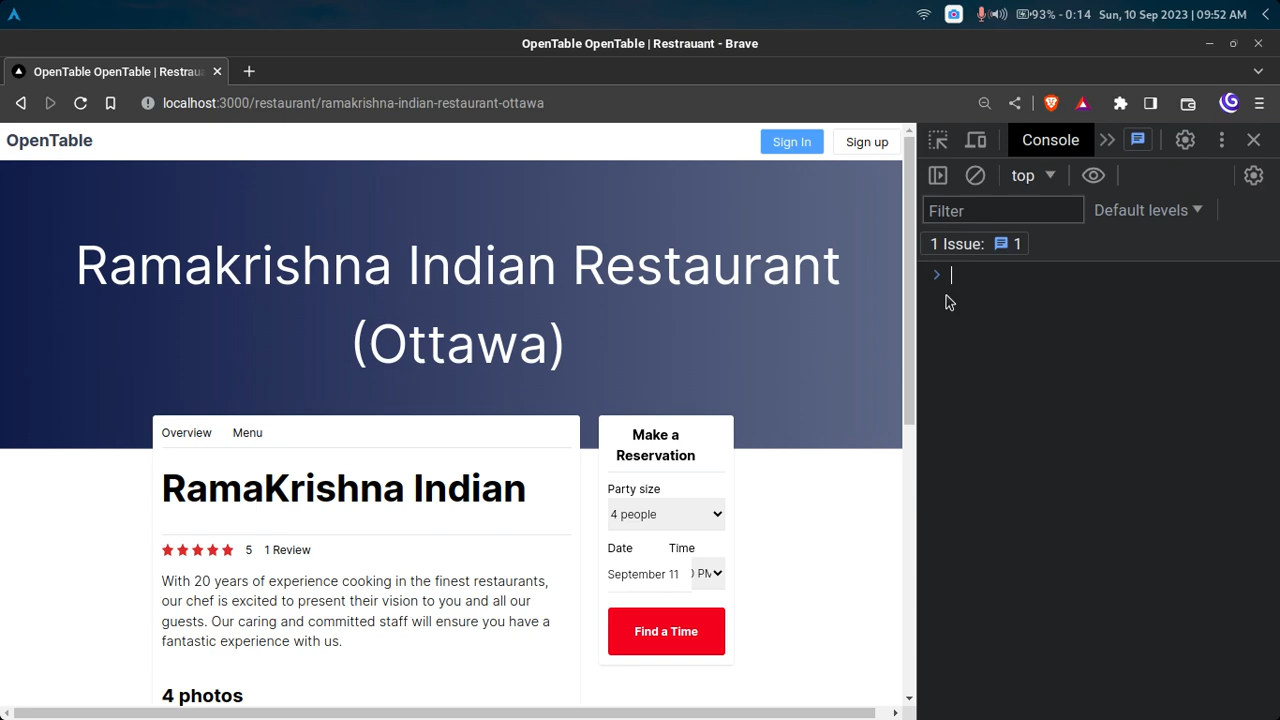 93% - 0:14 Sun, 10 Sep 2023 | 09:52 AM
OpenTable OpenTable | Restrauant - Brave
OpenTable OpenTable | Restrau
localhost:3000/restaurant/ramakrishna-indian-restaurant-ottawa
OpenTable
Sign In
Sign up
Console
top
Filter
Default levels
1 Issue: 1
Ramakrishna Indian Restaurant
(Ottawa)
Overview
Menu
RamaKrishna Indian
5 1 Review
With 20 years of experience cooking in the finest restaurants,
our chef is excited to present their vision to you and all our
guests. Our caring and committed staff will ensure you have a
fantastic experience with us.
4 photos
Make a
Reservation
Party size
4 people
Date Time
September 11
PM
Find a Time